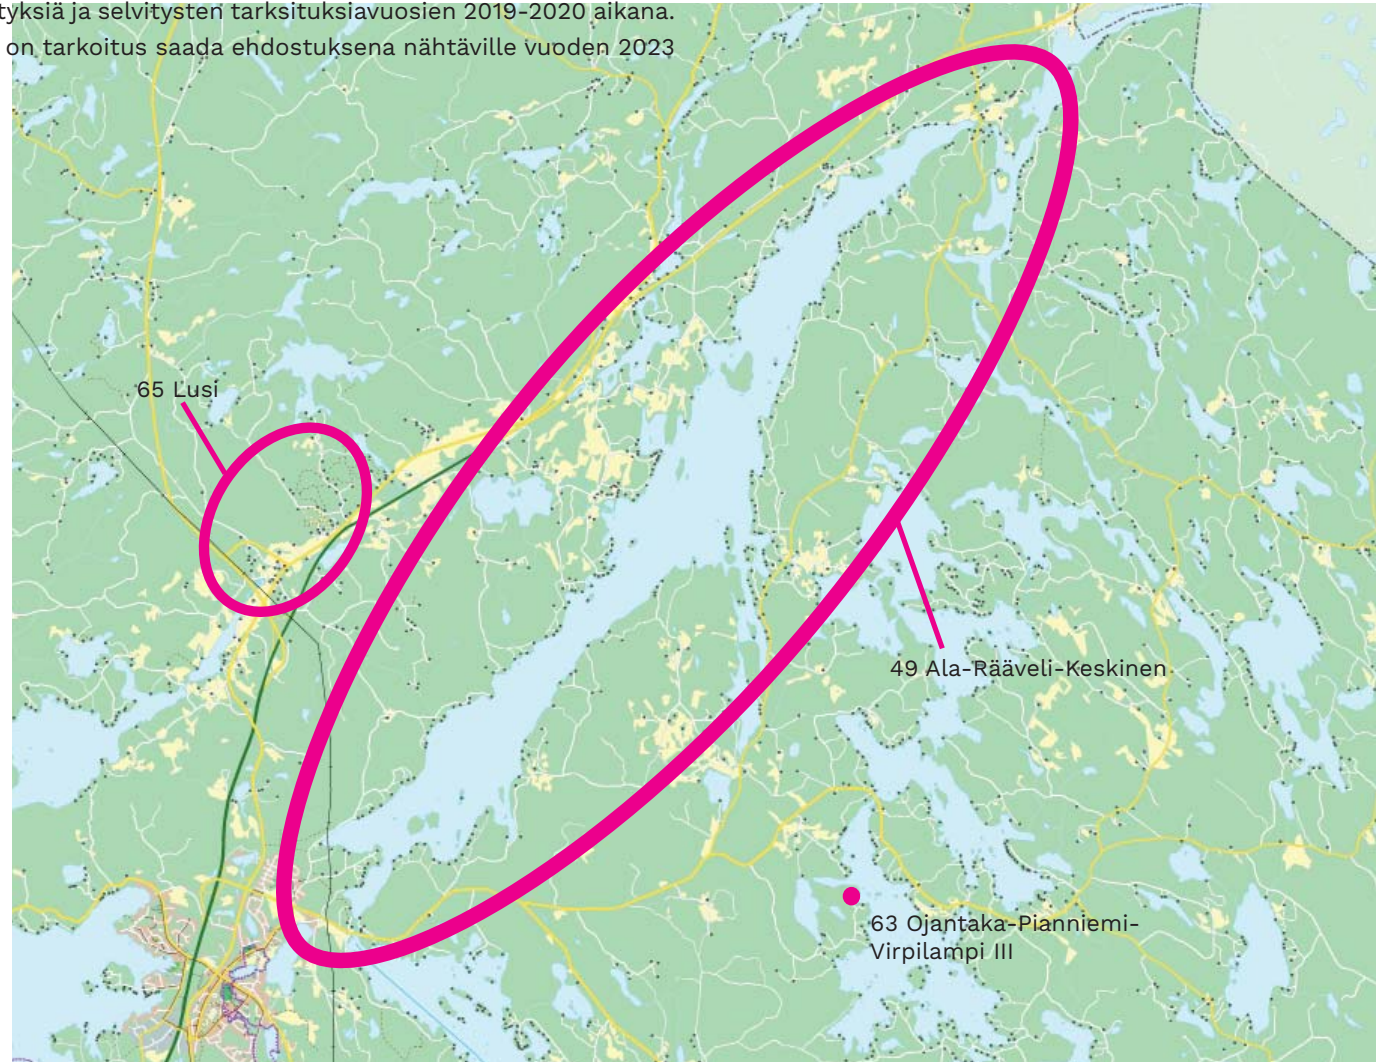 tyksiä ja selvitysten tarksituksiavuosien 2019-2020 aikana.
on tarkoitus saada ehdostuksena nähtäville vuoden 2023
65 Lusi
49 Ala-Rääveli-Keskinen
63 Ojantaka-Pianniemi-
Virpilampi III